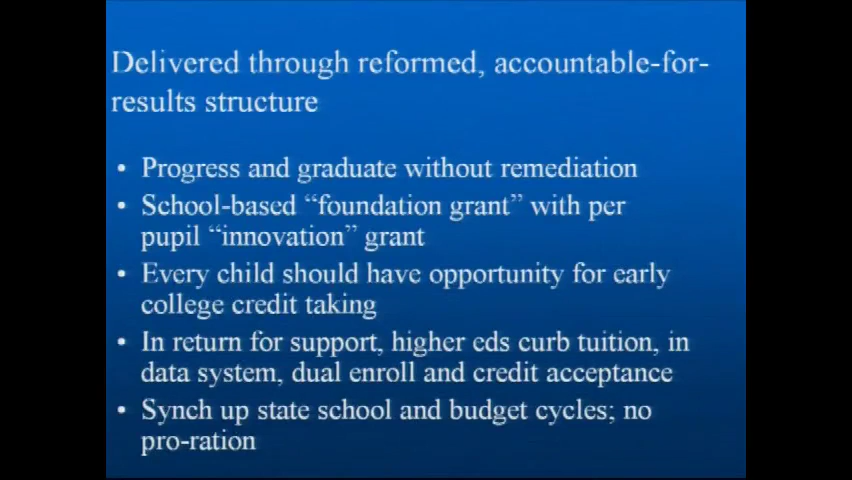 Delivered through reformed, accountable-for-
results structure
• Progress and graduate without remediation
• School-based “foundation grant” with per
pupil “innovation” grant
• Every child should have opportunity for early
college credit taking
• In return for support, higher eds curb tuition, in
data system, dual enroll and credit acceptance
• Synch up state school and budget cycles; no
pro-ration